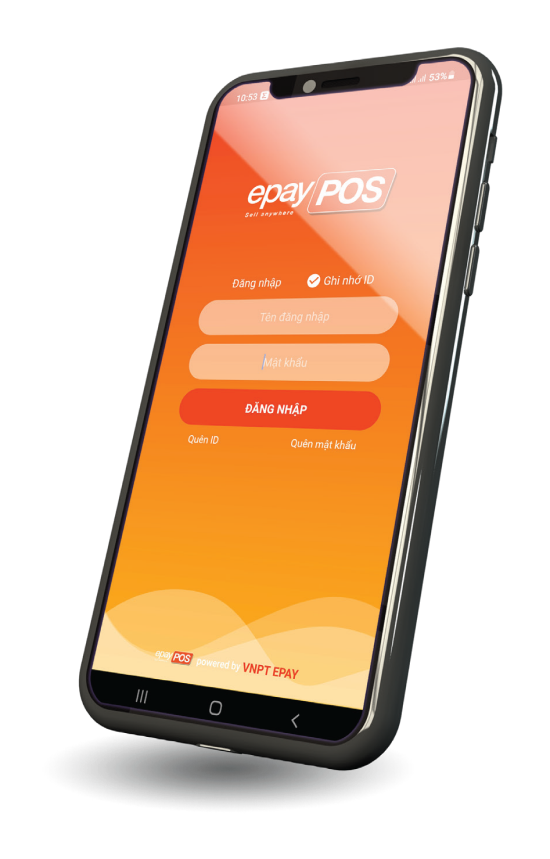 10:53 53%
epay POS
Sell anywhere
Đăng nhập Ghi nhớ ID
Tên đăng nhập
Mật khẩu
ĐĂNG NHẬP
Quên ID Quên mật khẩu
epay POS powered by VNPT EPAY